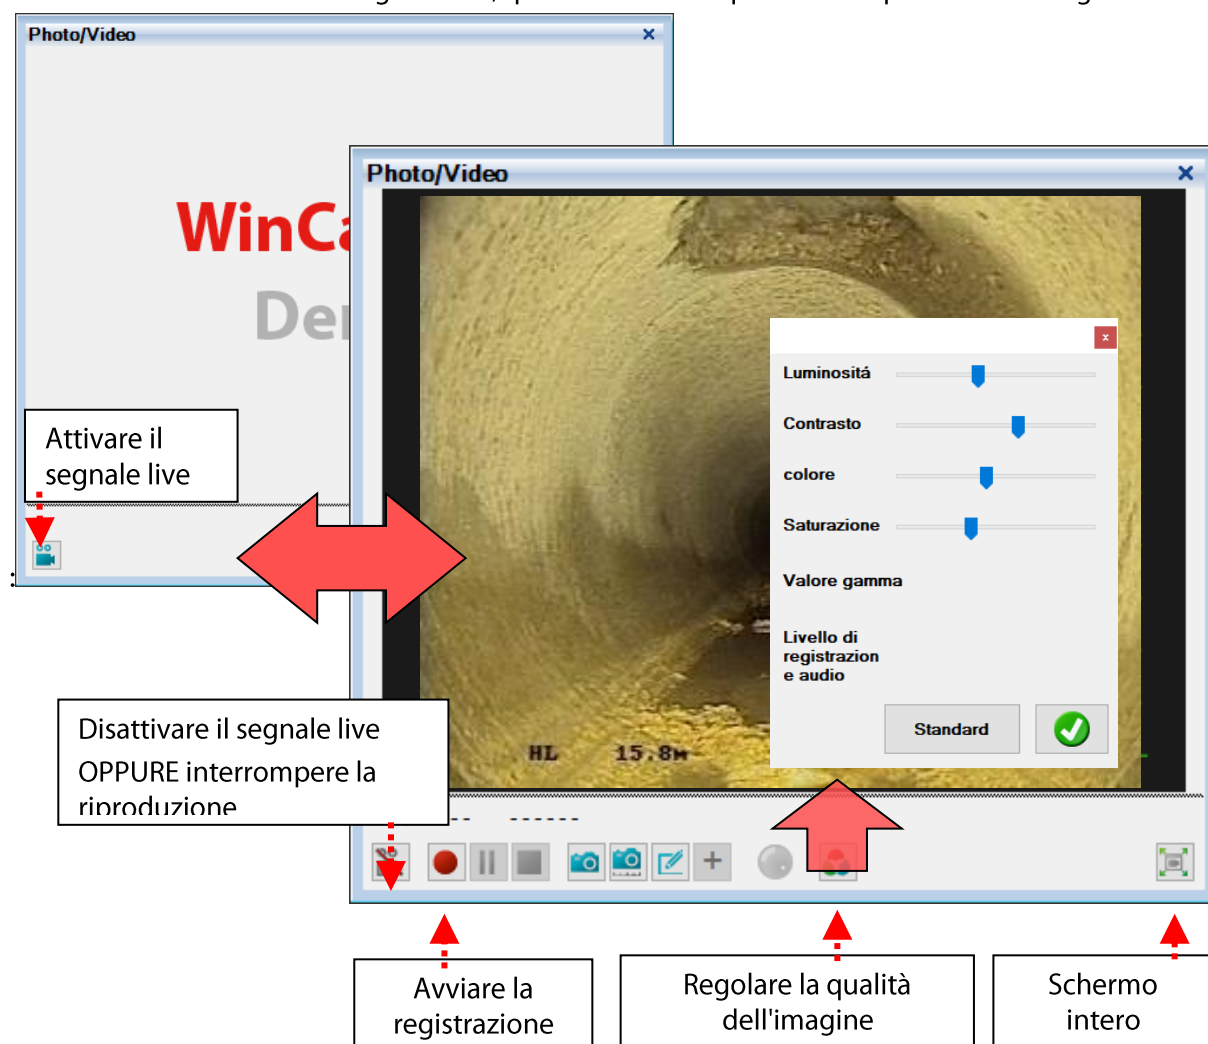 Photo/Video
WinCa
De
Photo/Video
Luminositá
Contrasto
colore
Saturazione
Valore gamma
Livello di
registrazion
e audio
Standard
HL 15.8м
Attivare il
segnale live
:
Disattivare il segnale live
OPPURE interrompere la
riproduzione
-- ------
Avviare la
registrazione
Regolare la qualità
dell'imagine
Schermo
intero